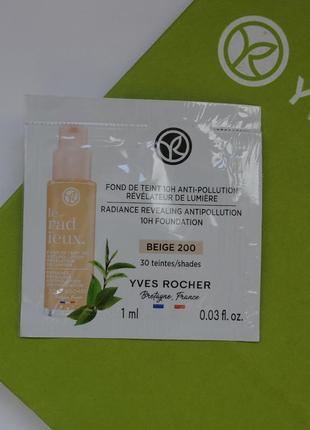 FOND DE TEINT 10H ANTI-POLLUTION
RÉVÉLATEUR DE LUMIÈRE
RADIANCE REVEALING ANTIPOLLUTION
10H FOUNDATION
BEIGE 200
30 teintes/shades
YVES ROCHER
Bretagne, France
1 ml
0.03 fl. oz.
le
rad
ieux.
Y